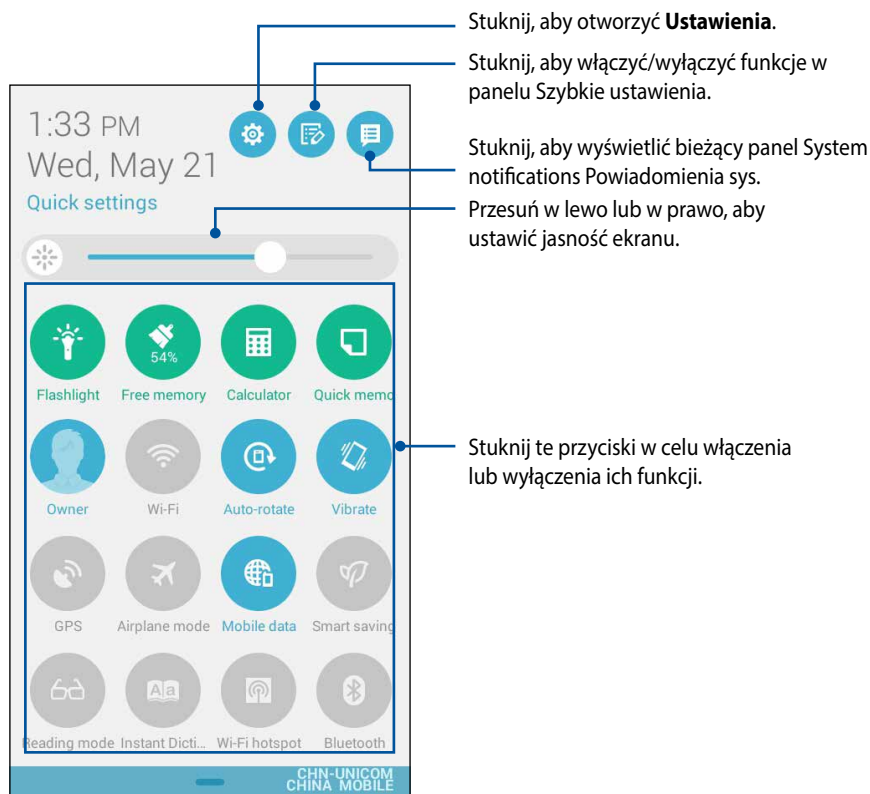 Stuknij, aby otworzyć Ustawienia.
Stuknij, aby włączyć/wyłączyć funkcje w
panelu Szybkie ustawienia.
Stuknij, aby wyświetlić bieżący panel System
notifications Powiadomienia sys.
Przesuń w lewo lub w prawo, aby
ustawić jasność ekranu.
Stuknij te przyciski w celu włączenia
lub wyłączenia ich funkcji.
1:33 PM
Wed, May 21
Quick settings
54%
Flashlight Free memory Calculator Quick memo
Owner Wi-Fi Auto-rotate Vibrate
GPS Airplane mode Mobile data Smart saving
Aa
Reading mode Instant Dicti... Wi-Fi hotspot Bluetooth
CHN-UNICOM
CHINA MOBILE